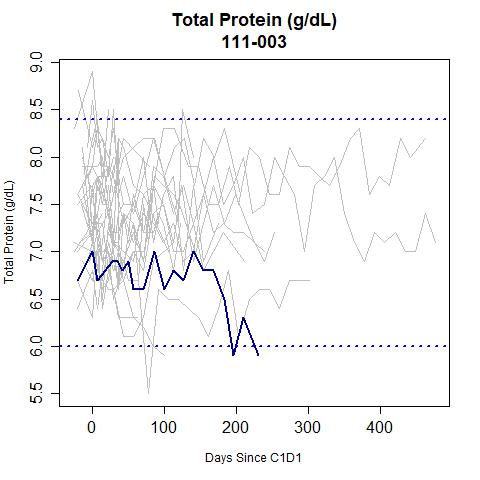 Total Protein (g/dL)
111-003
Total Protein (g/dL)
9.0
8.5
8.0
7.5
7.0
6.5
6.0
5.5
0 100 200 300 400
Days Since C1D1